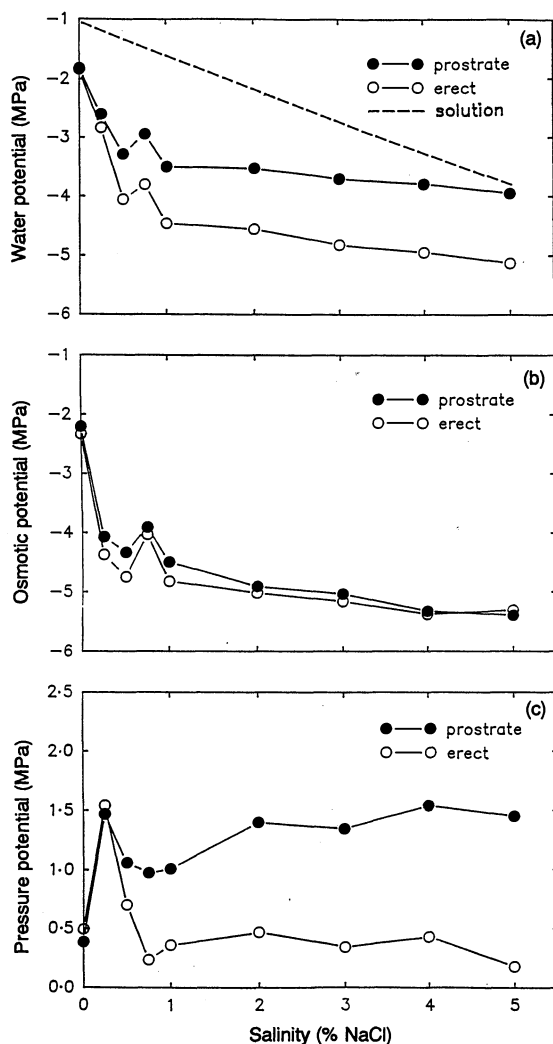 (a)
prostrate
erect
solution
Water potential (MPa)
−1
−2
−3
−4
−5
−6
(b)
prostrate
erect
Osmotic potential (MPa)
−1
−2
−3
−4
−5
−6
(c)
prostrate
erect
Pressure potential (MPa)
2·5
2·0
1·5
1·0
0·5
0·0
0 1 2 3 4 5
Salinity (% NaCl)